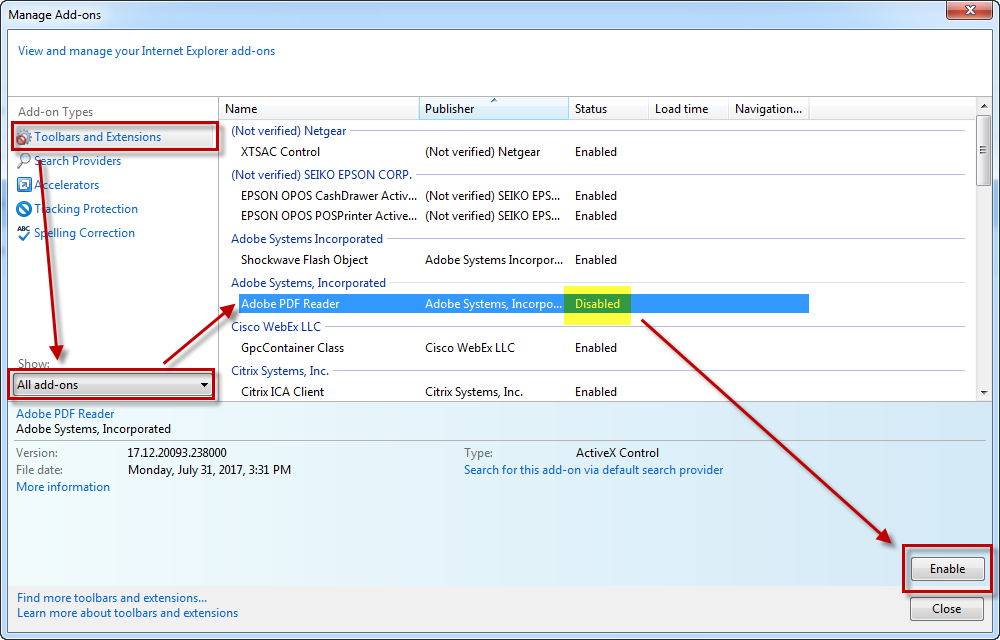 Manage Add-ons
View and manage your Internet Explorer add-ons
Add-on Types
Toolbars and Extensions
Search Providers
Accelerators
Tracking Protection
ABC Spelling Correction
Show:
All add-ons
Name Publisher Status Load time Navigation...
(Not verified) Netgear
XTSAC Control (Not verified) Netgear Enabled
(Not verified) SEIKO EPSON CORP.
EPSON OPOS CashDrawer Activ... (Not verified) SEIKO EPS... Enabled
EPSON OPOS POSPrinter Active... (Not verified) SEIKO EPS... Enabled
Adobe Systems Incorporated
Shockwave Flash Object Adobe Systems Incorpor... Enabled
Adobe Systems, Incorporated
Adobe PDF Reader Adobe Systems, Incorpo... Disabled
Cisco WebEx LLC
GpcContainer Class Cisco WebEx LLC Enabled
Citrix Systems, Inc.
Citrix ICA Client Citrix Systems, Inc. Enabled
Adobe PDF Reader
Adobe Systems, Incorporated
Version: 17.12.20093.238000 Type: ActiveX Control
File date: Monday, July 31, 2017, 3:31 PM Search for this add-on via default search provider
More information
Enable
Find more toolbars and extensions...
Learn more about toolbars and extensions
Close